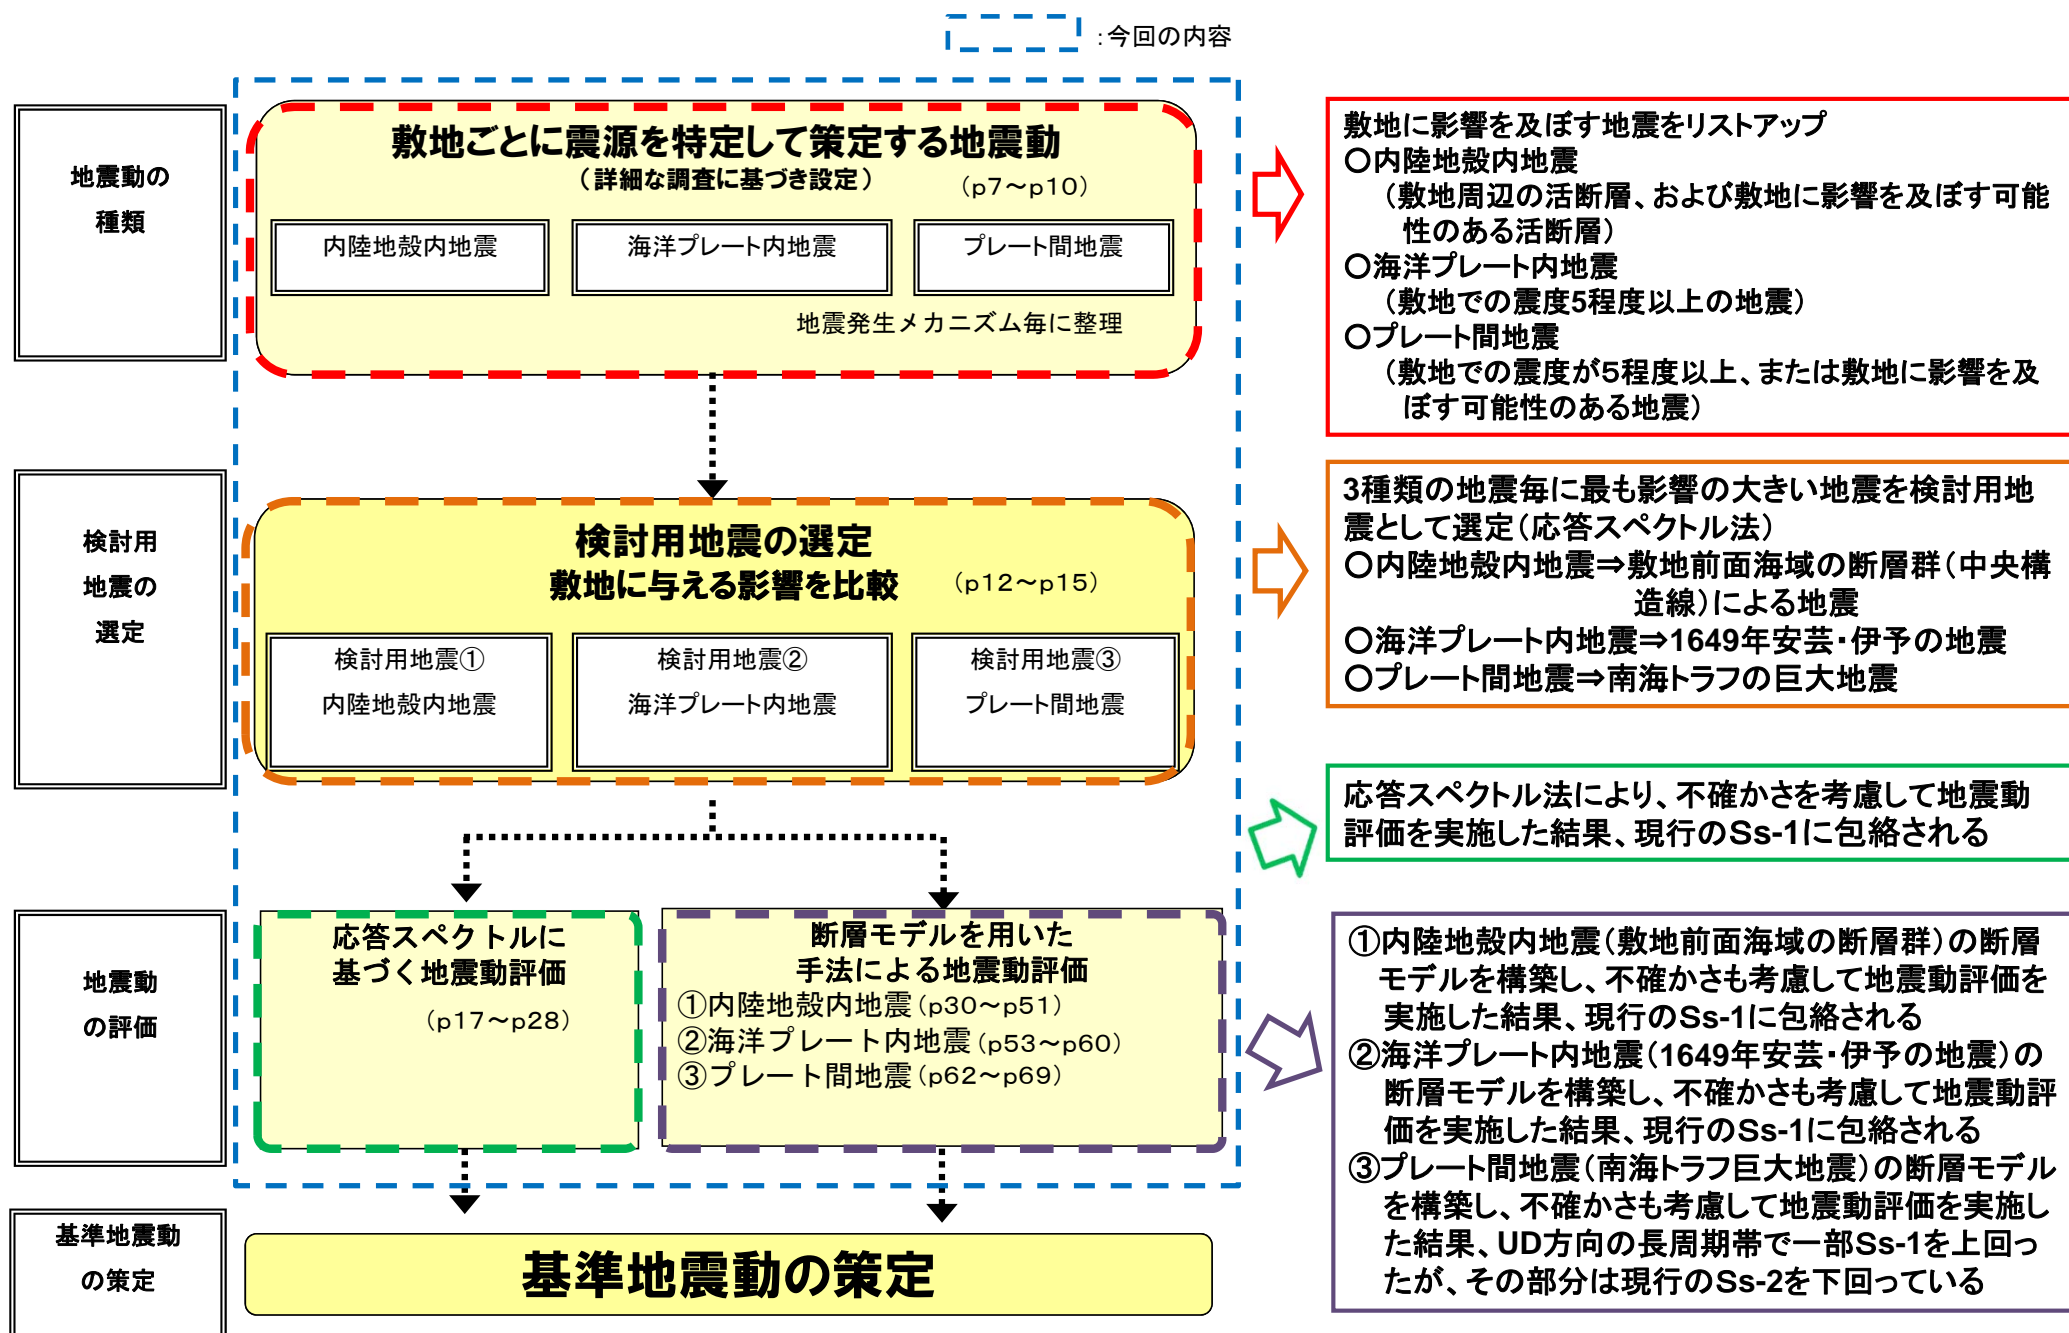 :今回の内容
地震動の
種類
敷地ごとに震源を特定して策定する地震動
(詳細な調査に基づき設定)
(p7～p10)
内陸地殻内地震
海洋プレート内地震
プレート間地震
地震発生メカニズム毎に整理
敷地に影響を及ぼす地震をリストアップ
○内陸地殻内地震
(敷地周辺の活断層、および敷地に影響を及ぼす可能
性のある活断層)
○海洋プレート内地震
(敷地での震度5程度以上の地震)
○プレート間地震
(敷地での震度が5程度以上、または敷地に影響を及
ぼす可能性のある地震)
検討用
地震の
選定
検討用地震の選定
敷地に与える影響を比較
(p12～p15)
検討用地震①
内陸地殻内地震
検討用地震②
海洋プレート内地震
検討用地震③
プレート間地震
3種類の地震毎に最も影響の大きい地震を検討用地
震として選定(応答スペクトル法)
○内陸地殻内地震⇒敷地前面海域の断層群(中央構
造線)による地震
○海洋プレート内地震⇒1649年安芸・伊予の地震
○プレート間地震⇒南海トラフの巨大地震
応答スペクトル法により、不確かさを考慮して地震動
評価を実施した結果、現行のSs-1に包絡される
地震動
の評価
応答スペクトルに
基づく地震動評価
(p17～p28)
断層モデルを用いた
手法による地震動評価
①内陸地殻内地震(p30～p51)
②海洋プレート内地震(p53～p60)
③プレート間地震(p62～p69)
①内陸地殻内地震(敷地前面海域の断層群)の断層
モデルを構築し、不確かさも考慮して地震動評価を
実施した結果、現行のSs-1に包絡される
②海洋プレート内地震(1649年安芸・伊予の地震)の
断層モデルを構築し、不確かさも考慮して地震動評
価を実施した結果、現行のSs-1に包絡される
③プレート間地震(南海トラフ巨大地震)の断層モデル
を構築し、不確かさも考慮して地震動評価を実施し
た結果、UD方向の長周期帯で一部Ss-1を上回っ
たが、その部分は現行のSs-2を下回っている
基準地震動
の策定
基準地震動の策定